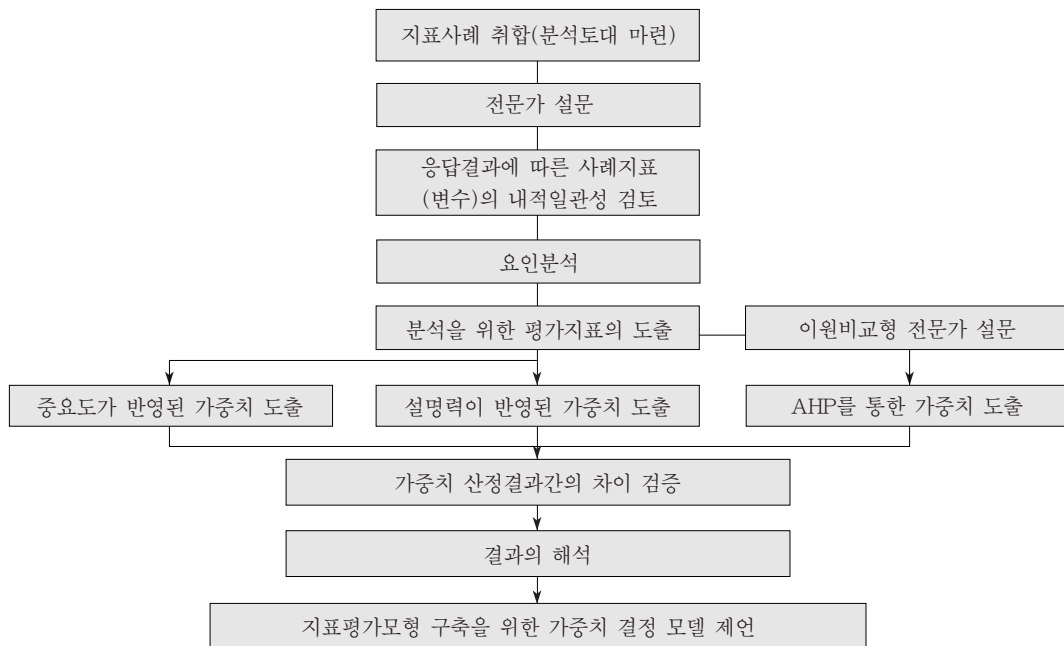 지표사례 취합(분석토대 마련)
전문가 설문
응답결과에 따른 사례지표
(변수)의 내적일관성 검토
요인분석
분석을 위한 평가지표의 도출
이원비교형 전문가 설문
중요도가 반영된 가중치 도출
설명력이 반영된 가중치 도출
AHP를 통한 가중치 도출
가중치 산정결과간의 차이 검증
결과의 해석
지표평가모형 구축을 위한 가중치 결정 모델 제언